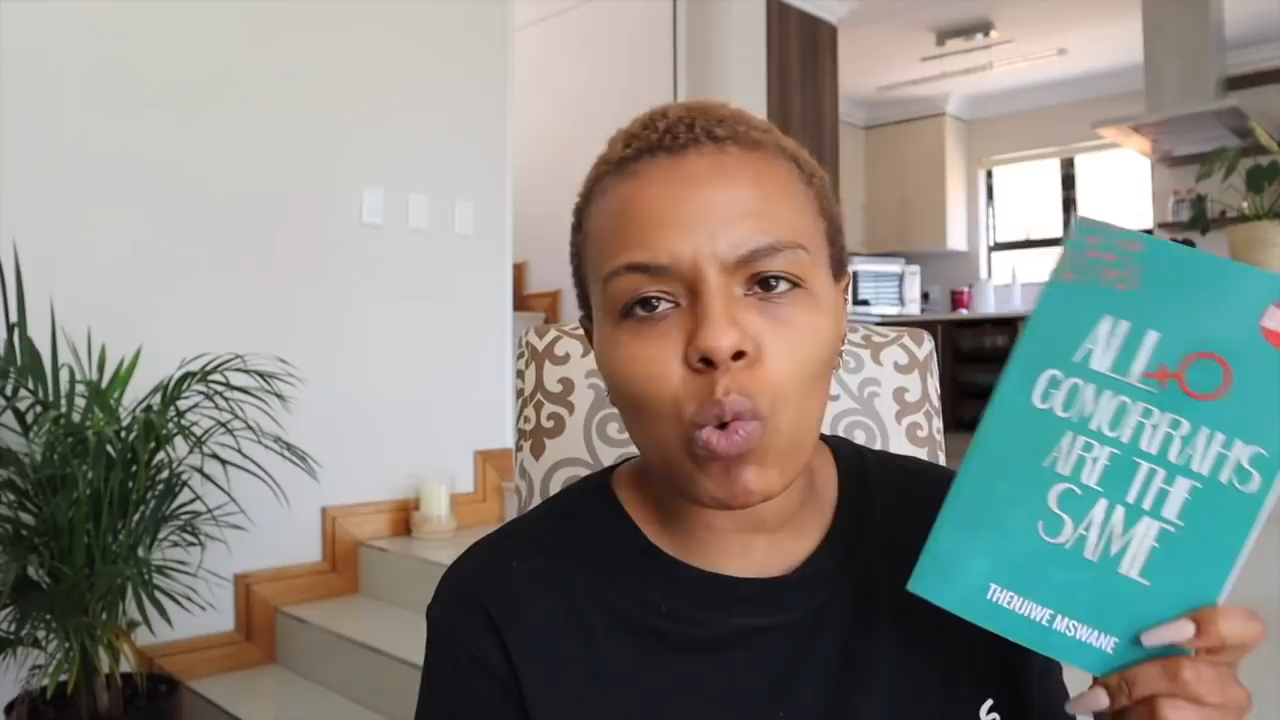 ALL
GOMORRAHS
ARE THE
SAME
THENJIWE MSWANE